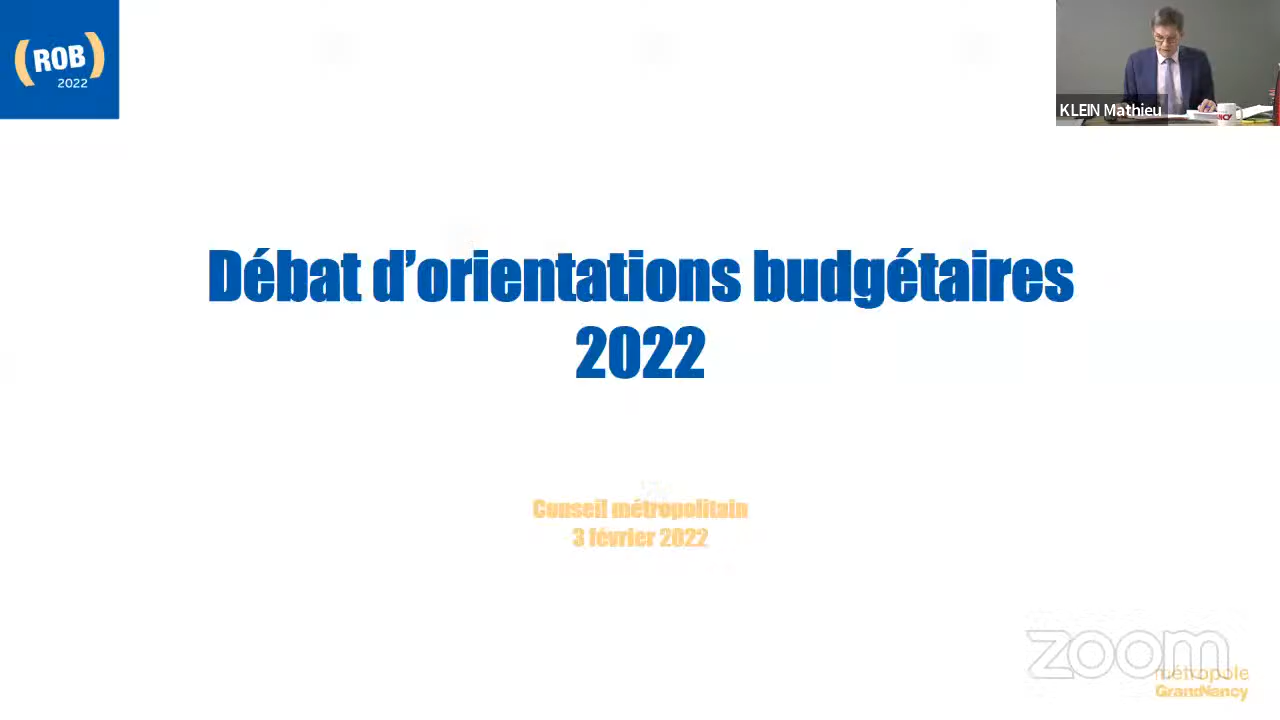 (ROB)
2022
KLEIN Mathieu
Débat d’orientations budgétaires
2022
Conseil métropolitain
3 février 2022
zoom
métropole
GrandNancy